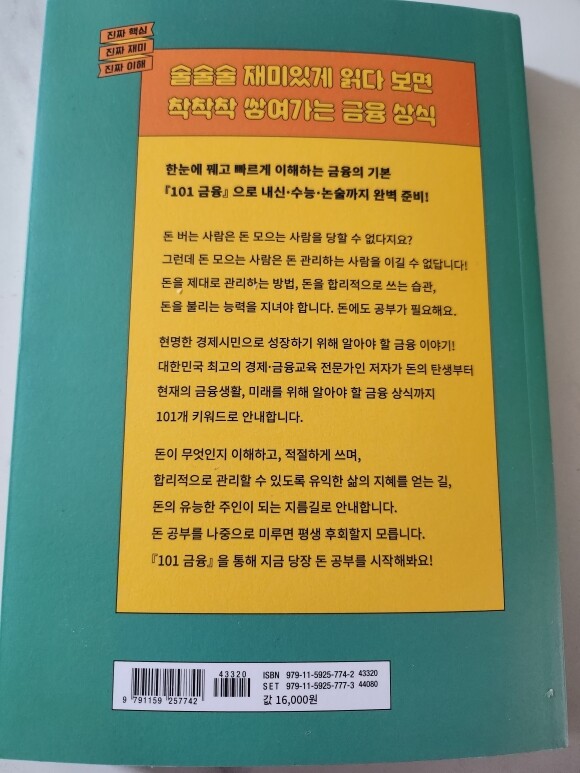 진짜 핵심
진짜 재미
진짜 이해
술술술 재미있게 읽다 보면
착착착 쌓여가는 금융 상식
한눈에 꿰고 빠르게 이해하는 금융의 기본
『101 금융』으로 내신·수능·논술까지 완벽 준비!
돈 버는 사람은 돈 모으는 사람을 당할 수 없다지요?
그런데 돈 모으는 사람은 돈 관리하는 사람을 이길 수 없답니다!
돈을 제대로 관리하는 방법, 돈을 합리적으로 쓰는 습관,
돈을 불리는 능력을 지녀야 합니다. 돈에도 공부가 필요해요.
현명한 경제시민으로 성장하기 위해 알아야 할 금융 이야기!
대한민국 최고의 경제·금융교육 전문가인 저자가 돈의 탄생부터
현재의 금융생활, 미래를 위해 알아야 할 금융 상식까지
101개 키워드로 안내합니다.
돈이 무엇인지 이해하고, 적절하게 쓰며,
합리적으로 관리할 수 있도록 유익한 삶의 지혜를 얻는 길,
돈의 유능한 주인이 되는 지름길로 안내합니다.
돈 공부를 나중으로 미루면 평생 후회할지 모릅니다.
『101 금융』을 통해 지금 당장 돈 공부를 시작해봐요!
43320
9 791159 257742
ISBN 979-11-5925-774-2 43320
SET 979-11-5925-777-3 44080
값 16,000원